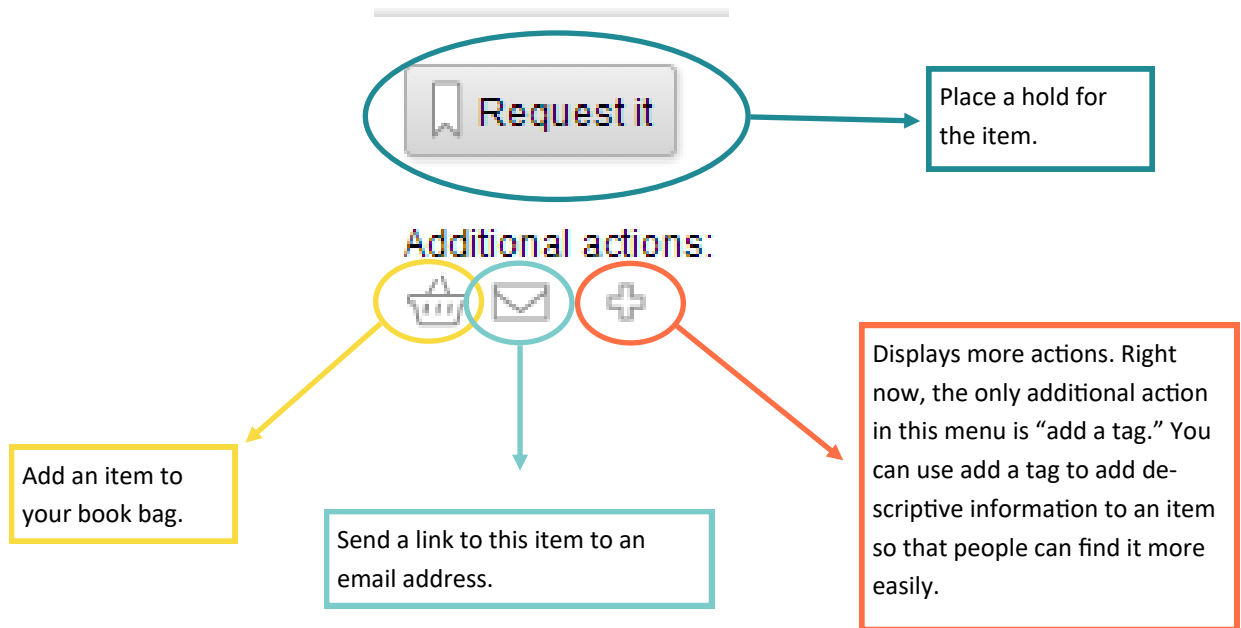 Request it
Place a hold for
the item.
Additional actions:
Add an item to
your book bag.
Send a link to this item to an
email address.
Displays more actions. Right
now, the only additional action
in this menu is “add a tag.” You
can use add a tag to add de-
scriptive information to an item
so that people can find it more
easily.